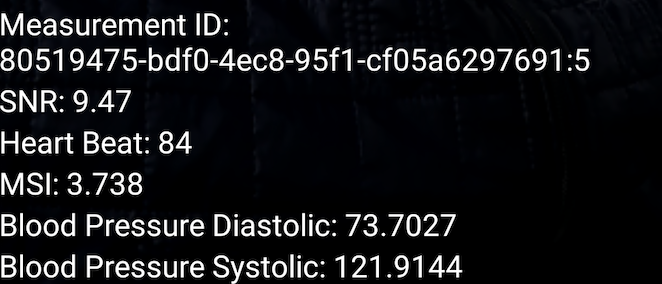 Measurement ID:
80519475-bdf0-4ec8-95f1-cf05a6297691:5
SNR: 9.47
Heart Beat: 84
MSI: 3.738
Blood Pressure Diastolic: 73.7027
Blood Pressure Systolic: 121.9144